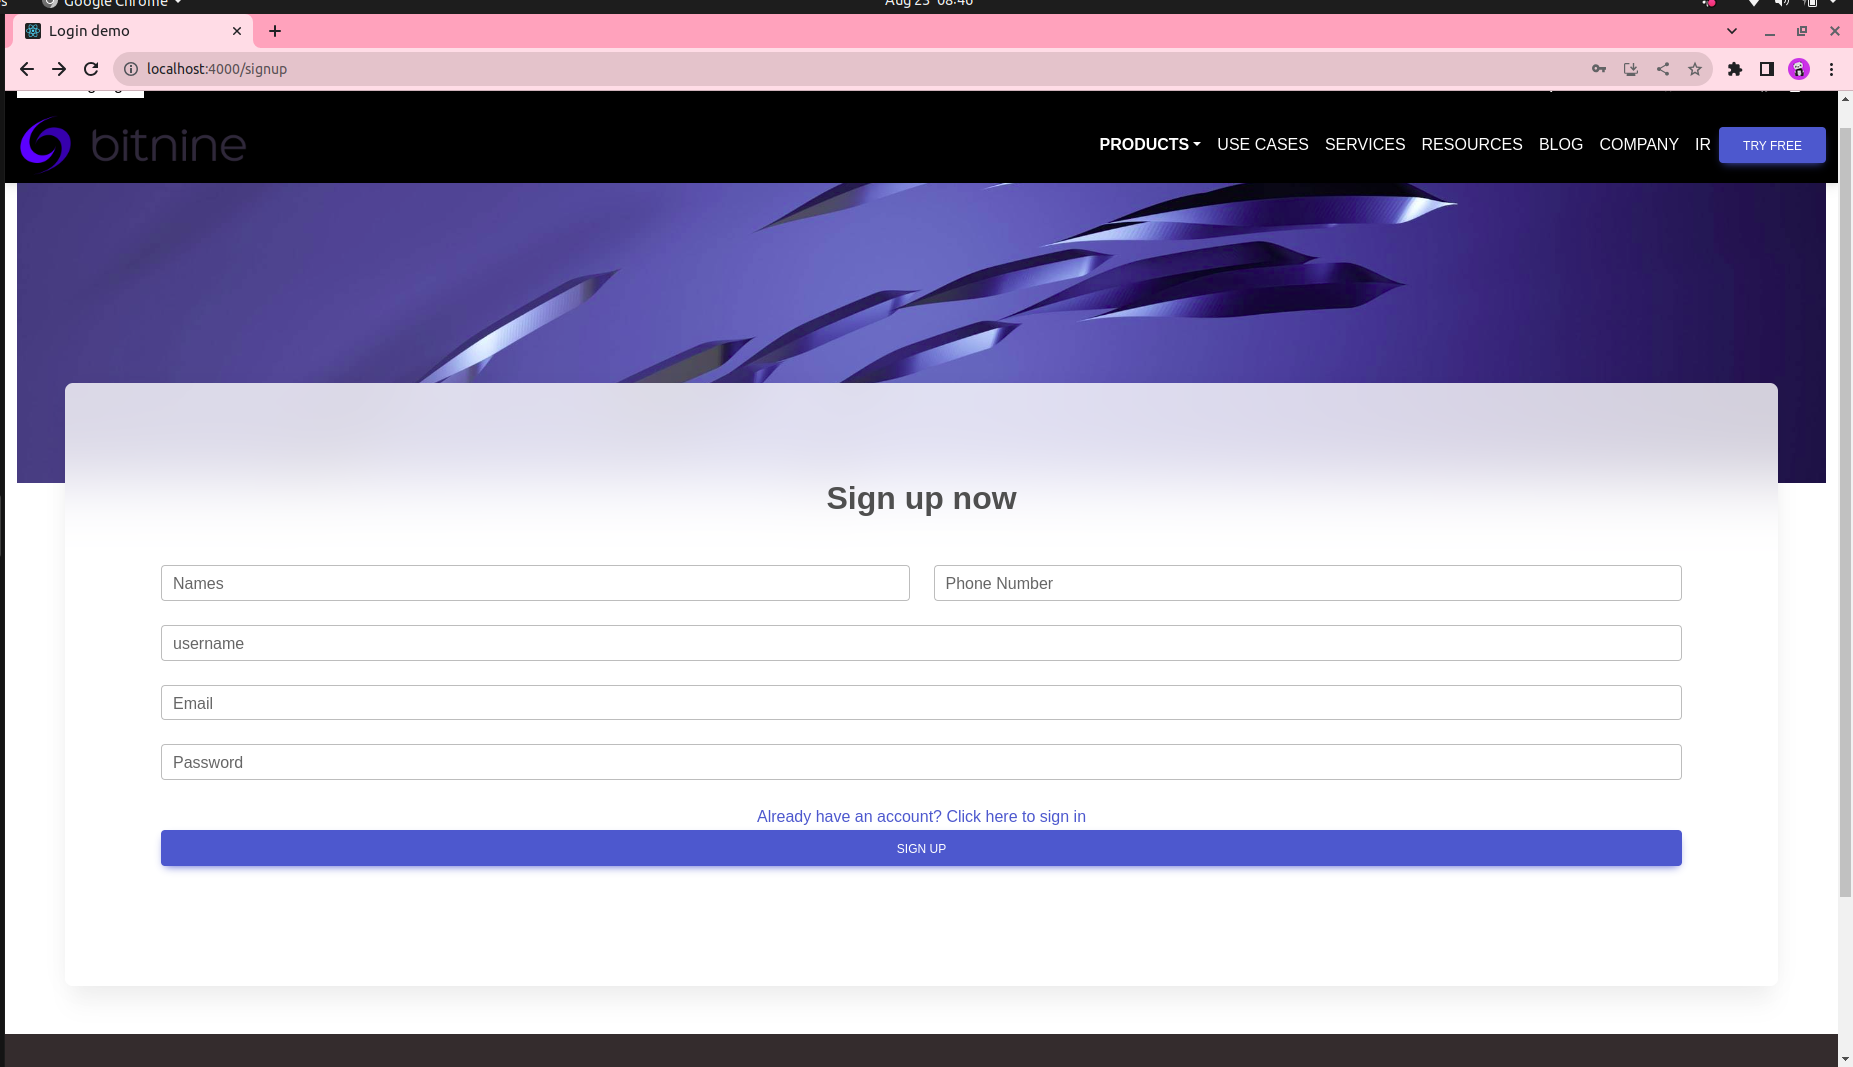 Google Chrome
Aug 23 08:46
Login demo
localhost:4000/signup
bitnine
PRODUCTS USE CASES SERVICES RESOURCES BLOG COMPANY IR TRY FREE
Sign up now
Names Phone Number
username
Email
Password
Already have an account? Click here to sign in
SIGN UP